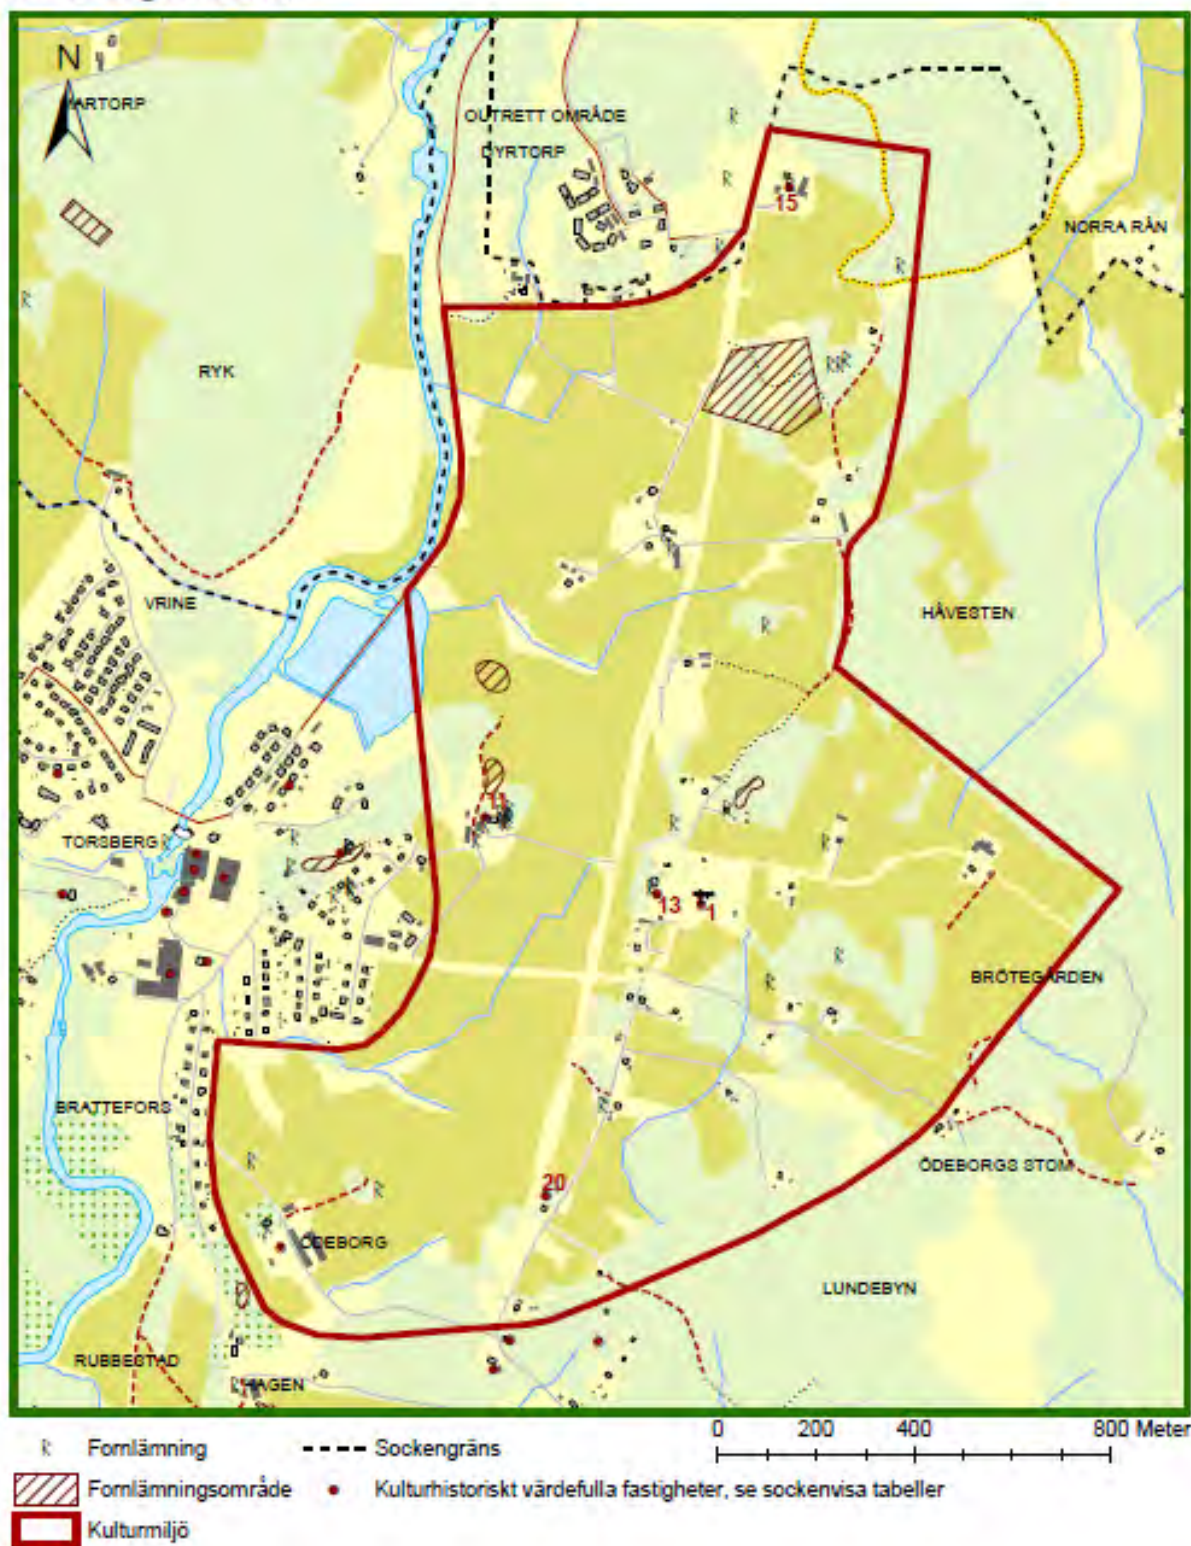 N
OUTRETT OMRÅDE
DYRTORP
15
NORRA RÅN
RYK
VRINE
HÅVESTEN
11
TORSBERG
13
1
BRÖTEGÅRDEN
BRATTEFORS
ÖDEBORGS STOM
20
ÖDEBORG
LUNDEBYN
RUBBESTAD
HAGEN
0 200 400 800 Meter
R Fornlämning
Sockengräns
Fornlämningsområde
Kulturhistoriskt värdefulla fastigheter, se sockenvisa tabeller
Kulturmiljö